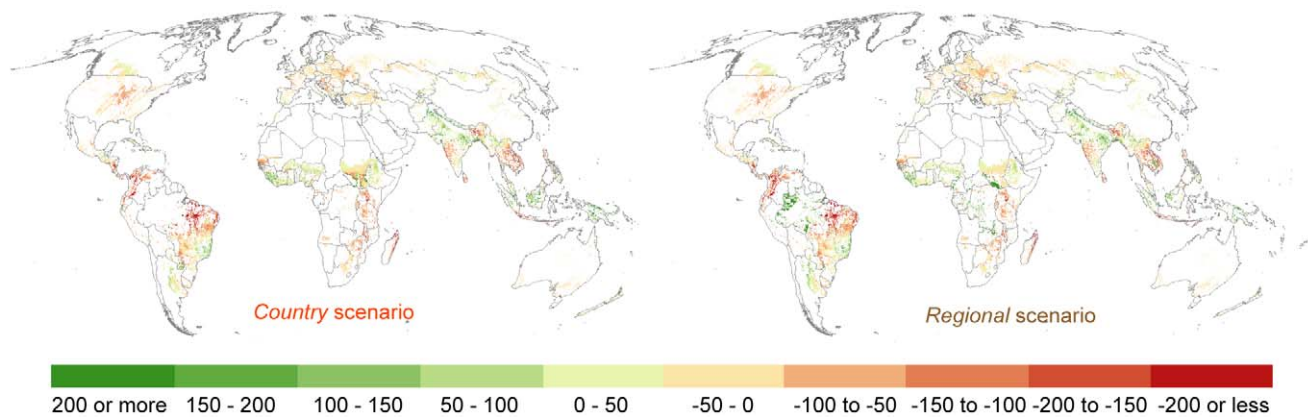 Country scenario
Regional scenario
200 or more 150 - 200 100 - 150 50 - 100 0 - 50 -50 - 0 -100 to -50 -150 to -100 -200 to -150 -200 or less